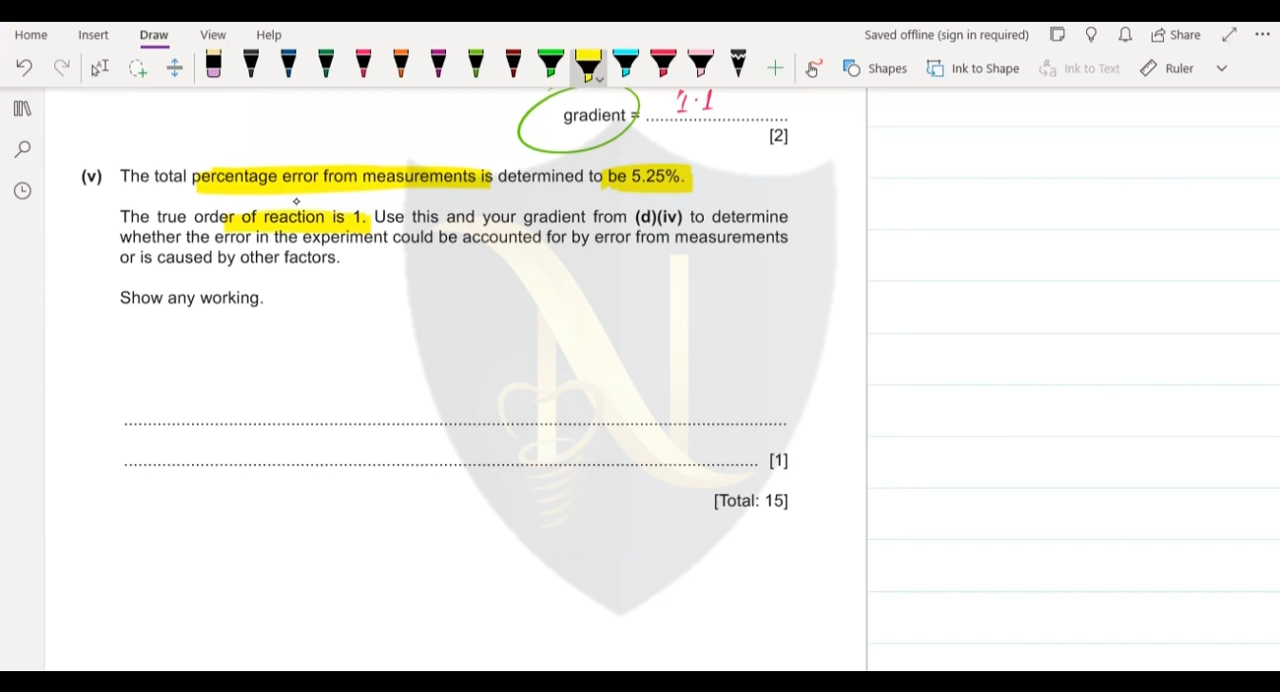 Home Insert Draw View Help Saved offline (sign in required) Share
Shapes Ink to Shape Ink to Text Ruler
gradient = 1.1
[2]
(v) The total percentage error from measurements is determined to be 5.25%.
The true order of reaction is 1. Use this and your gradient from (d)(iv) to determine
whether the error in the experiment could be accounted for by error from measurements
or is caused by other factors.
Show any working.
[1]
[Total: 15]